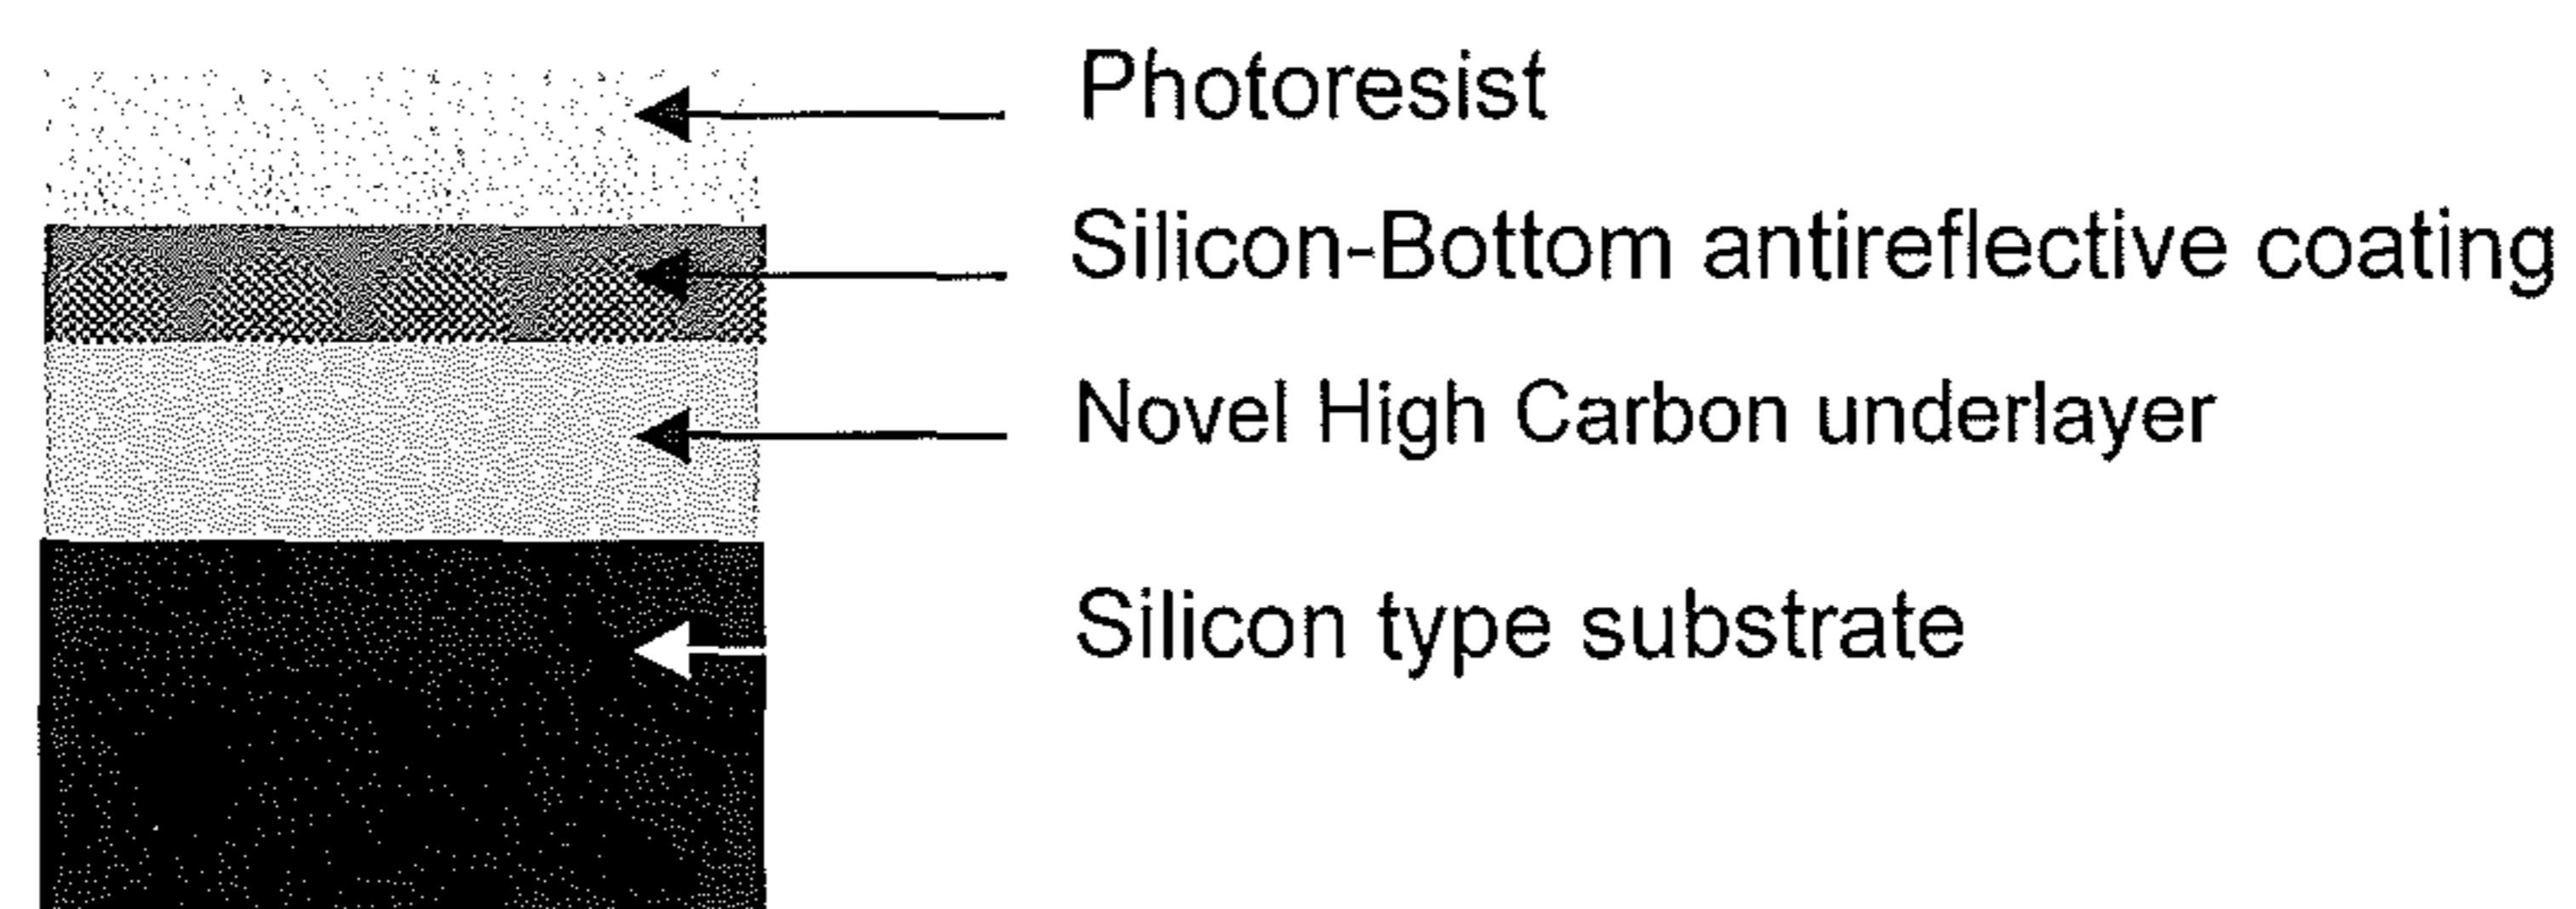 Photoresist
Silicon-Bottom antireflective coating
Novel High Carbon underlayer
Silicon type substrate